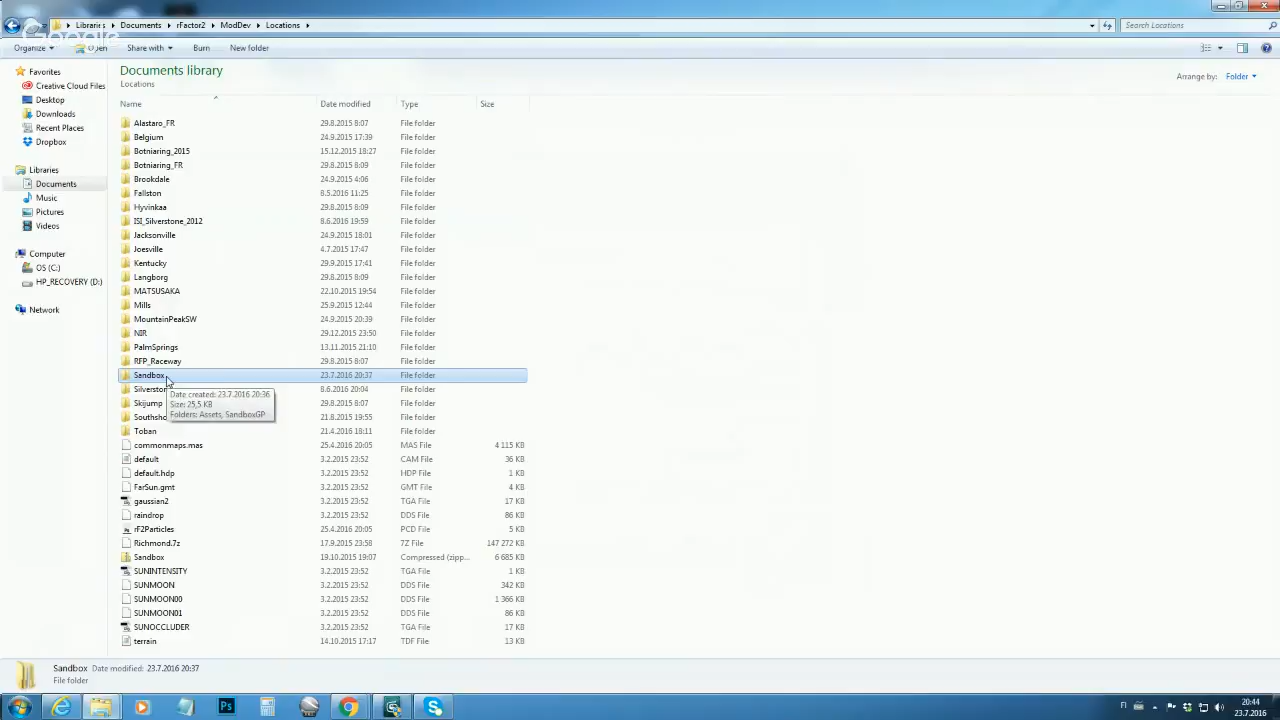 Libraries ▸ Documents ▸ rFactor2 ▸ ModDev ▸ Locations ▸ Search Locations
Organize ▾ Open Share with ▾ Burn New folder
Documents library
Locations
Arrange by: Folder ▾
Name Date modified Type Size
Favorites
Creative Cloud Files
Desktop
Downloads
Recent Places
Dropbox
Libraries
Documents
Music
Pictures
Videos
Computer
OS (C:)
HP_RECOVERY (D:)
Network
Alastaro_FR 29.8.2015 8:07 File folder
Belgium 24.9.2015 17:39 File folder
Botniaring_2015 15.12.2015 18:27 File folder
Botniaring_FR 29.8.2015 8:09 File folder
Brookdale 24.9.2015 4:06 File folder
Fallston 8.5.2016 11:25 File folder
Hyvinkaa 29.8.2015 8:09 File folder
ISI_Silverstone_2012 8.6.2016 19:59 File folder
Jacksonville 24.9.2015 18:01 File folder
Joesville 4.7.2015 17:47 File folder
Kentucky 29.9.2015 17:41 File folder
Langborg 29.8.2015 8:09 File folder
MATSUSAKA 22.10.2015 19:54 File folder
Mills 25.9.2015 12:44 File folder
MountainPeakSW 24.9.2015 20:39 File folder
NIR 29.12.2015 23:50 File folder
PalmSprings 13.11.2015 21:10 File folder
RFP_Raceway 29.8.2015 8:07 File folder
Sandbox 23.7.2016 20:37 File folder
Silverston 8.6.2016 20:04 File folder
Skijump 29.8.2015 8:07 File folder
Southsho 21.8.2015 19:55 File folder
Date created: 23.7.2016 20:36
Size: 25,5 KB
Folders: Assets, SandboxGP
Toban 21.4.2016 18:11 File folder
commonmaps.mas 25.4.2016 20:05 MAS File 4 115 KB
default 3.2.2015 23:52 CAM File 36 KB
default.hdp 3.2.2015 23:52 HDP File 1 KB
FarSun.gmt 3.2.2015 23:52 GMT File 4 KB
gaussian2 3.2.2015 23:52 TGA File 17 KB
raindrop 3.2.2015 23:52 DDS File 86 KB
rF2Particles 25.4.2016 20:05 PCD File 5 KB
Richmond.7z 17.9.2015 23:58 7Z File 147 272 KB
Sandbox 19.10.2015 19:07 Compressed (zipp... 6 685 KB
SUNINTENSITY 3.2.2015 23:52 TGA File 1 KB
SUNMOON 3.2.2015 23:52 DDS File 342 KB
SUNMOON00 3.2.2015 23:52 DDS File 1 366 KB
SUNMOON01 3.2.2015 23:52 DDS File 86 KB
SUNOCCLUDER 3.2.2015 23:52 TGA File 17 KB
terrain 14.10.2015 17:17 TDF File 13 KB
Sandbox Date modified: 23.7.2016 20:37
File folder
Ps
FI
20:44
23.7.2016